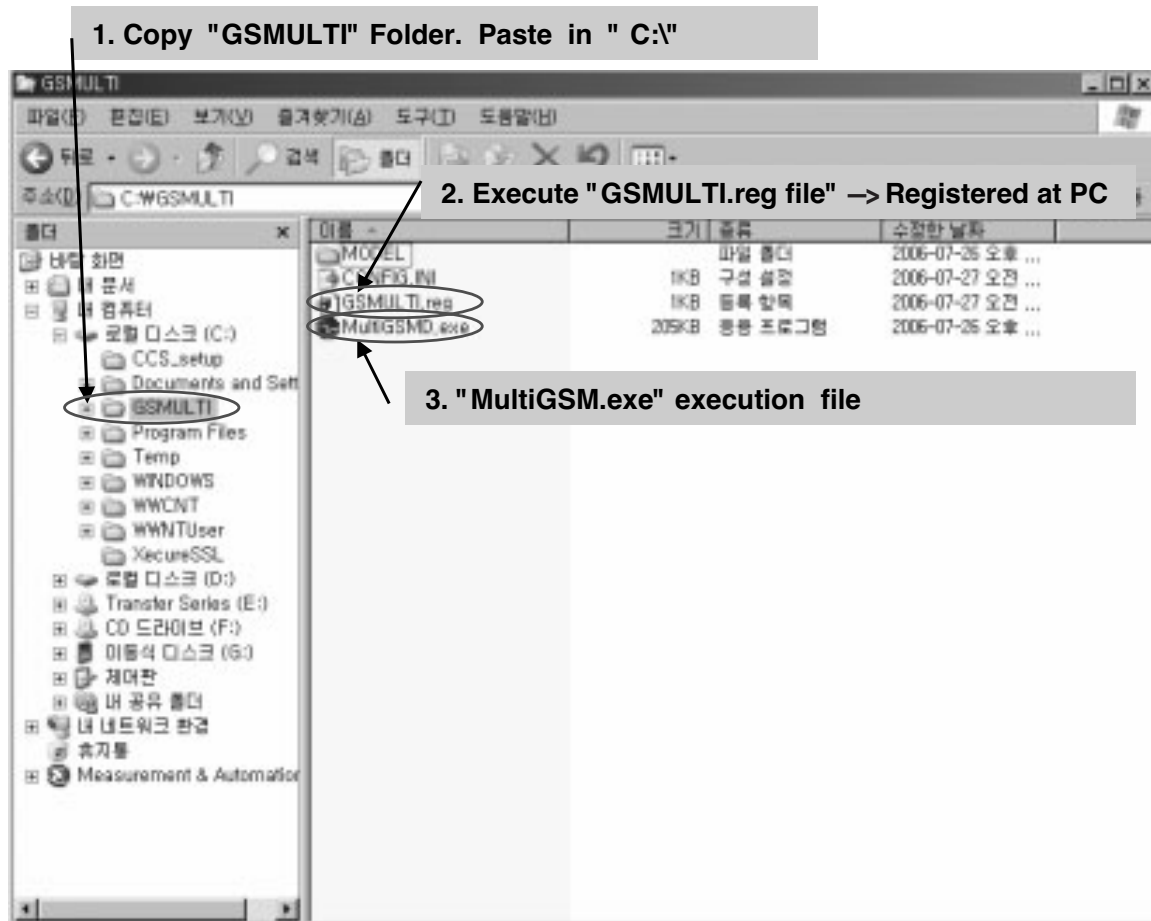 1. Copy "GSMULTI" Folder. Paste in " C:\"
GSMULTI
파일(F) 편집(E) 보기(V) 즐겨찾기(A) 도구(T) 도움말(H)
뒤로 검색 폴더
주소(D) C:₩GSMULTI
2. Execute "GSMULTI.reg file" –> Registered at PC
폴더 ×
이름 크기 종류 수정한 날짜
MODEL 파일 폴더 2006-07-26 오후 ...
CONFIG.INI 1KB 구성 설정 2006-07-27 오전 ...
GSMULTI.reg 1KB 등록 항목 2006-07-27 오전 ...
MultiGSMD.exe 205KB 응용 프로그램 2006-07-26 오후 ...
3. "MultiGSM.exe" execution file
바탕 화면
내 문서
내 컴퓨터
로컬 디스크 (C:)
CCS_setup
Documents and Sett
GSMULTI
Program Files
Temp
WINDOWS
WWCNT
WWNTUser
XecureSSL
로컬 디스크 (D:)
Transfer Series (E:)
CD 드라이브 (F:)
이동식 디스크 (G:)
제어판
내 공유 폴더
내 네트워크 환경
휴지통
Measurement & Automation